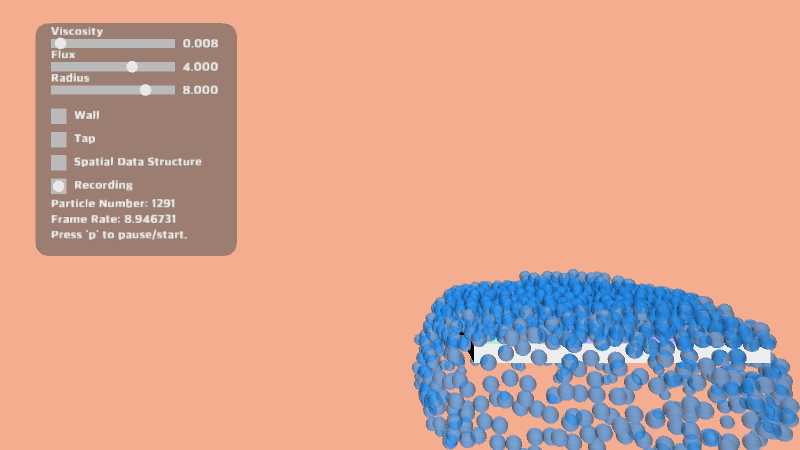 Viscosity
0.008
Flux
4.000
Radius
8.000
Wall
Tap
Spatial Data Structure
Recording
Particle Number: 1291
Frame Rate: 8.946731
Press 'p' to pause/start.